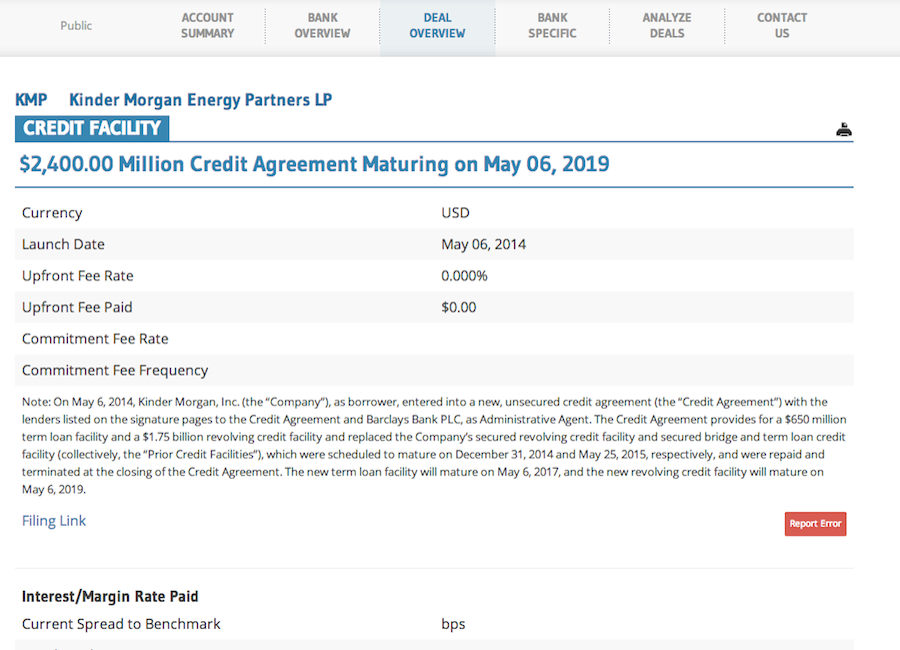 Public
ACCOUNT
SUMMARY
BANK
OVERVIEW
DEAL
OVERVIEW
BANK
SPECIFIC
ANALYZE
DEALS
CONTACT
US
KMP Kinder Morgan Energy Partners LP
CREDIT FACILITY
$2,400.00 Million Credit Agreement Maturing on May 06, 2019
Currency USD
Launch Date May 06, 2014
Upfront Fee Rate 0.000%
Upfront Fee Paid $0.00
Commitment Fee Rate
Commitment Fee Frequency
Note: On May 6, 2014, Kinder Morgan, Inc. (the “Company”), as borrower, entered into a new, unsecured credit agreement (the “Credit Agreement”) with the
lenders listed on the signature pages to the Credit Agreement and Barclays Bank PLC, as Administrative Agent. The Credit Agreement provides for a $650 million
term loan facility and a $1.75 billion revolving credit facility and replaced the Company’s secured revolving credit facility and secured bridge and term loan credit
facility (collectively, the “Prior Credit Facilities”), which were scheduled to mature on December 31, 2014 and May 25, 2015, respectively, and were repaid and
terminated at the closing of the Credit Agreement. The new term loan facility will mature on May 6, 2017, and the new revolving credit facility will mature on
May 6, 2019.
Filing Link
Report Error
Interest/Margin Rate Paid
Current Spread to Benchmark bps